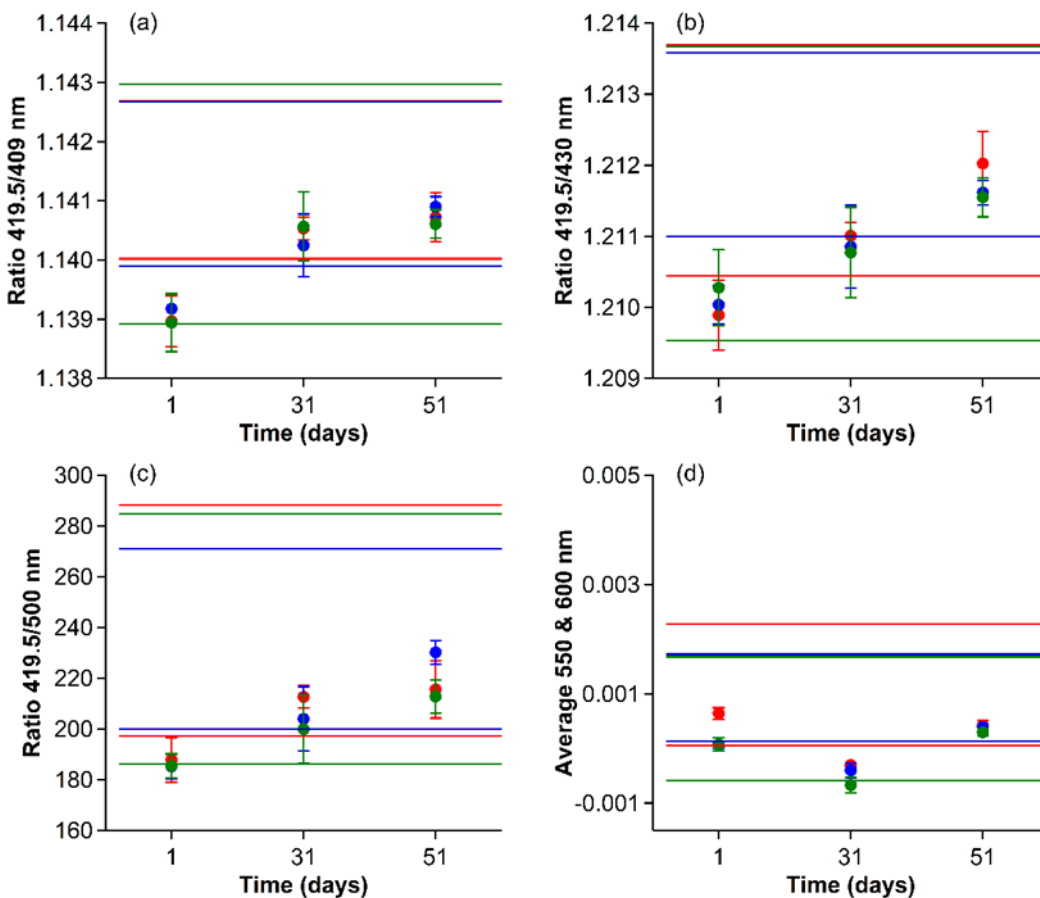 (a)
Ratio 419.5/409 nm
1.144
1.143
1.142
1.141
1.140
1.139
1.138
1 31 51
Time (days)
(b)
Ratio 419.5/430 nm
1.214
1.213
1.212
1.211
1.210
1.209
1 31 51
Time (days)
(c)
Ratio 419.5/500 nm
300
280
260
240
220
200
180
160
1 31 51
Time (days)
(d)
Average 550 & 600 nm
0.005
0.003
0.001
-0.001
1 31 51
Time (days)